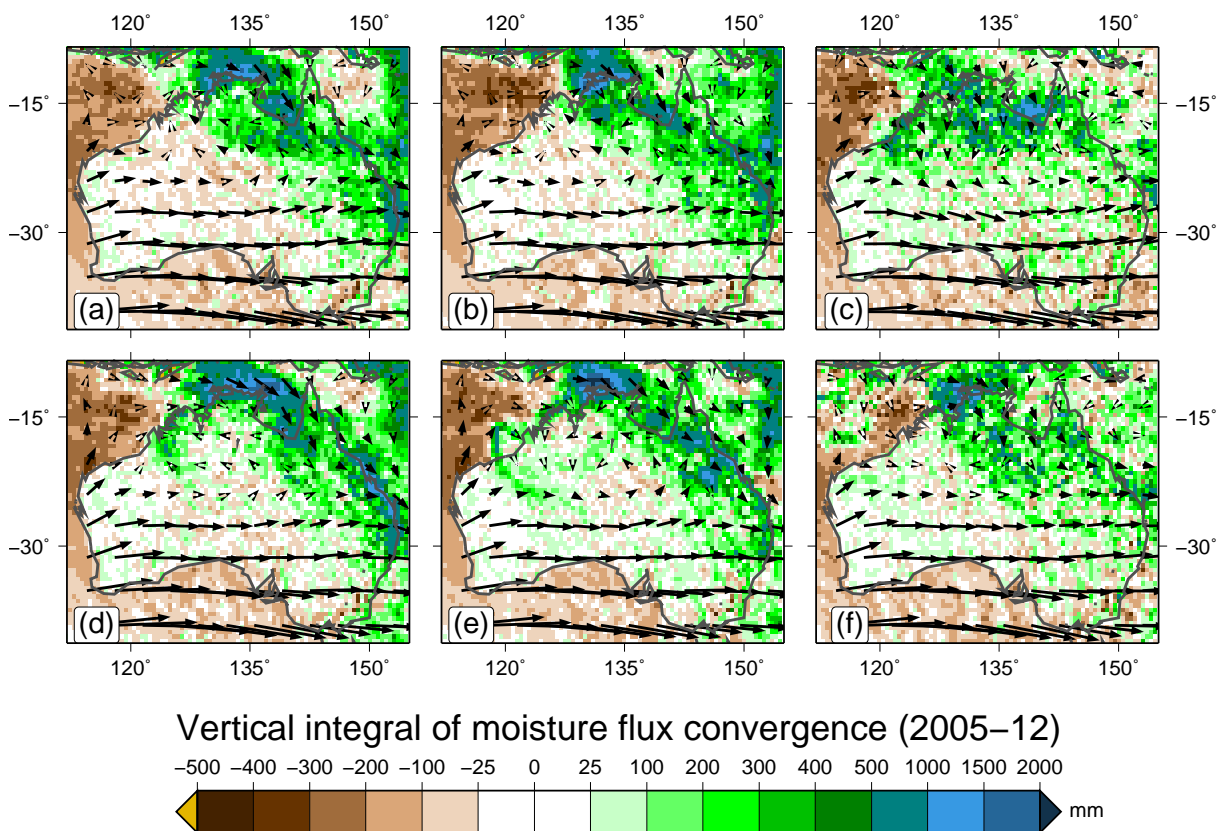 120° 135° 150° 120° 135° 150° 120° 135° 150°
−15° −15°
−30° −30°
(a) (b) (c)
−15° −15°
−30° −30°
(d) (e) (f)
120° 135° 150° 120° 135° 150° 120° 135° 150°
Vertical integral of moisture flux convergence (2005−12)
−500 −400 −300 −200 −100 −25 0 25 100 200 300 400 500 1000 1500 2000
mm